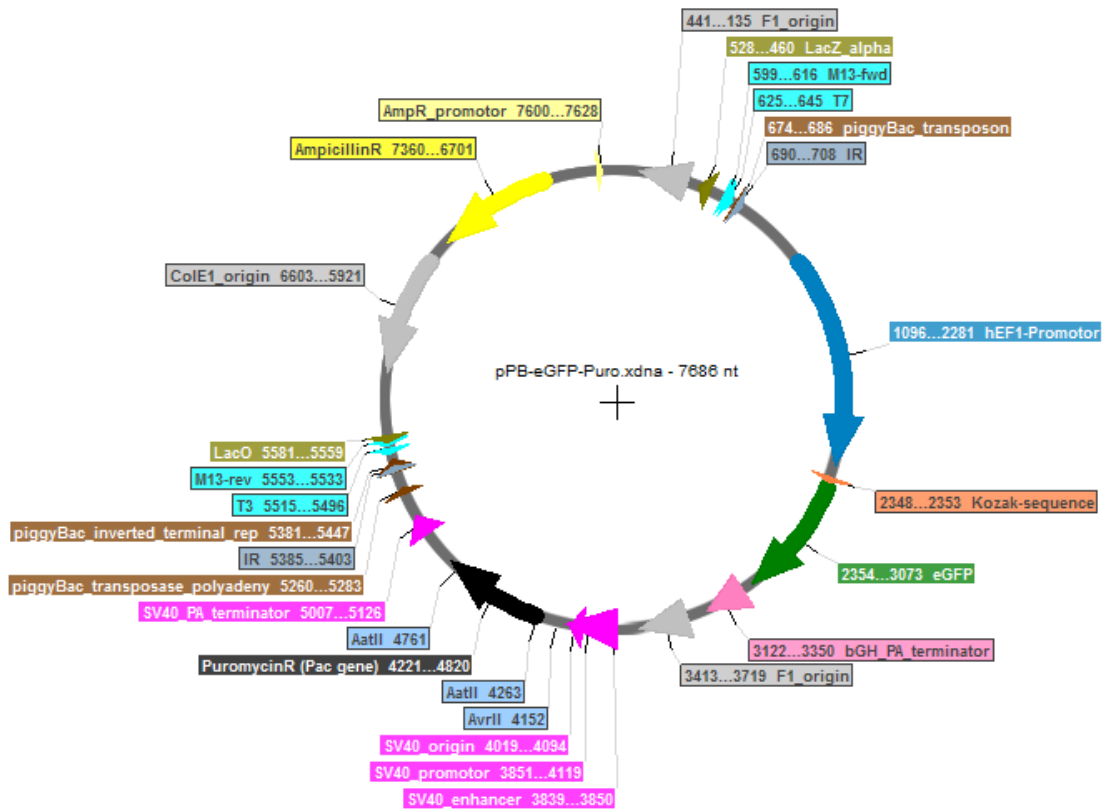 441...135 F1_origin
528...460 LacZ_alpha
599...616 M13-fwd
625...645 T7
674...686 piggyBac_transposon
690...708 IR
AmpR_promotor 7600...7628
AmpicillinR 7360...6701
ColE1_origin 6603...5921
1096...2281 hEF1-Promotor
pPB-eGFP-Puro.xdna - 7686 nt
LacO 5581...5559
M13-rev 5553...5533
T3 5515...5496
piggyBac_inverted_terminal_rep 5381...5447
IR 5385...5403
piggyBac_transposase_polyadeny 5260...5283
SV40_PA_terminator 5007...5126
AatII 4761
PuromycinR (Pac gene) 4221...4820
AatII 4263
AvrII 4152
SV40_origin 4019...4094
SV40_promotor 3851...4119
SV40_enhancer 3839...3850
2348...2353 Kozak-sequence
2354...3073 eGFP
3122...3350 bGH_PA_terminator
3413...3719 F1_origin